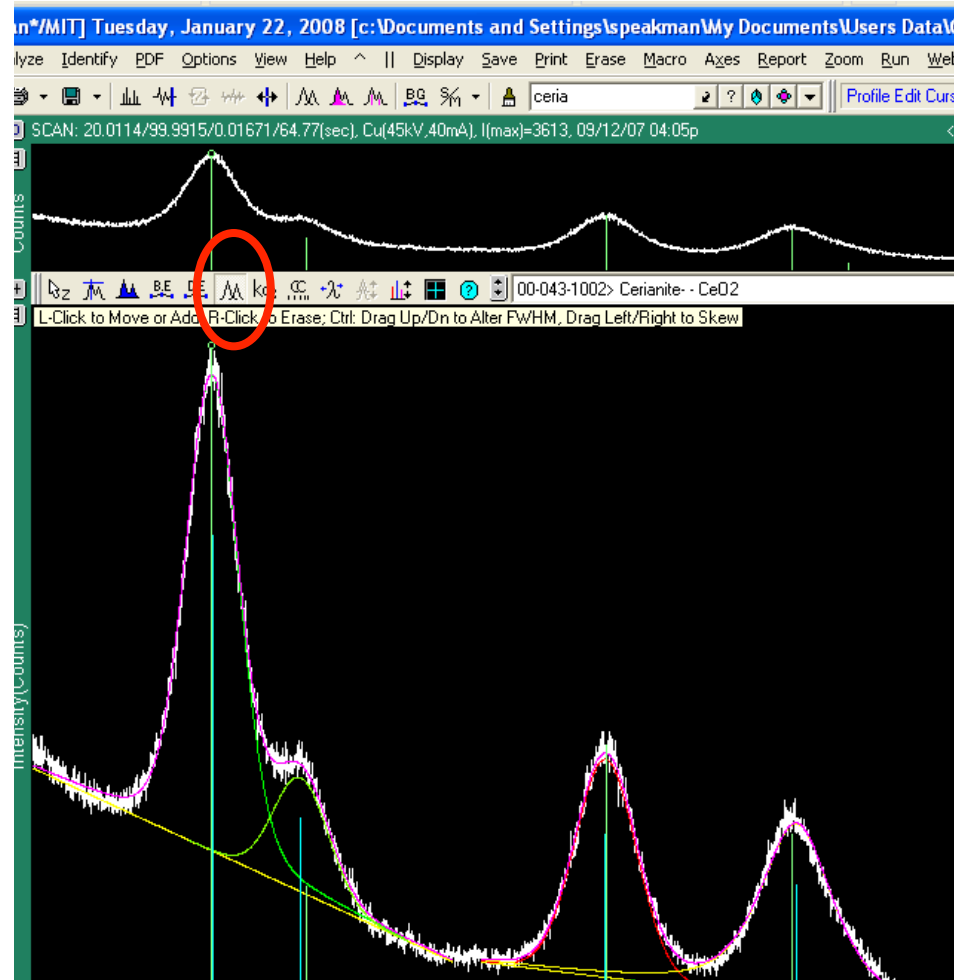 an*/MIT] Tuesday, January 22, 2008 [c:\Documents and Settings\speakman\My Documents\Users Data\
lyze Identify PDF Options View Help ^ || Display Save Print Erase Macro Axes Report Zoom Run Web
BG S/M ceria ? Profile Edit Curs
SCAN: 20.0114/99.9915/0.01671/64.77(sec), Cu(45kV,40mA), I(max)=3613, 09/12/07 04:05p <
Counts
Z B.E ? 00-043-1002> Cerianite- - CeO2
L-Click to Move or Add, R-Click to Erase; Ctrl: Drag Up/Dn to Alter FWHM, Drag Left/Right to Skew
Intensity(Counts)